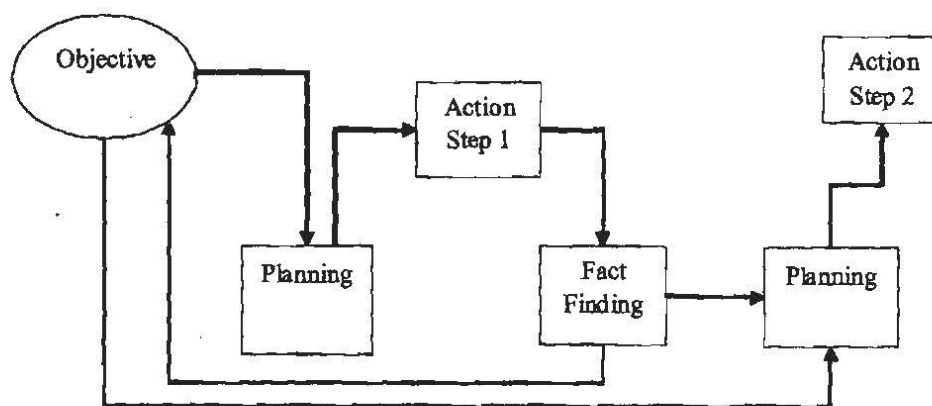 Objective
Action
Step 1
Action
Step 2
Planning
Fact
Finding
Planning